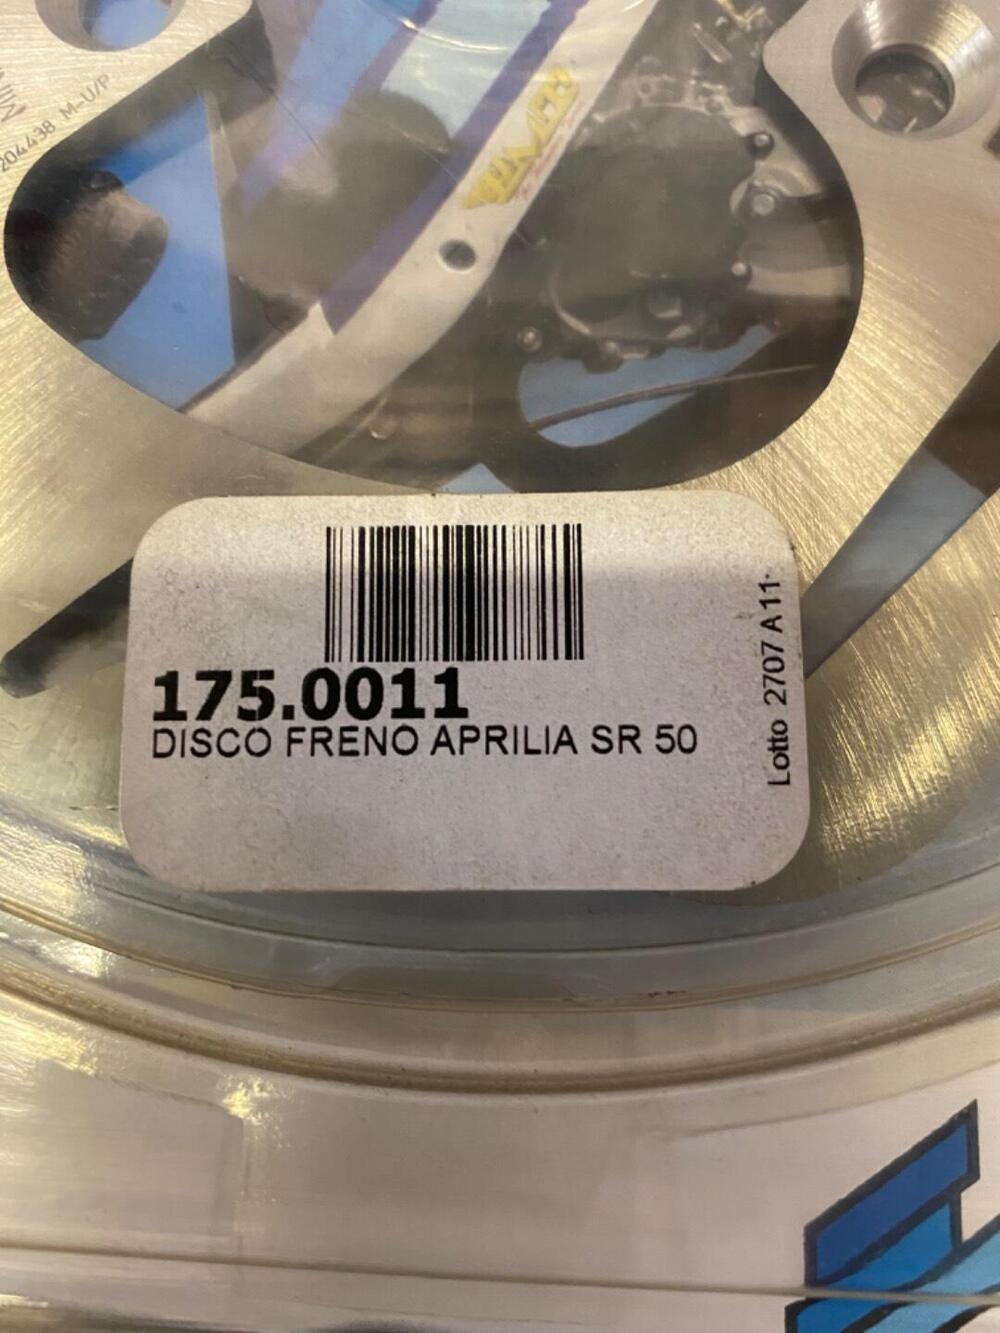 204438 M-U/P
175.0011
DISCO FRENO APRILIA SR 50
Lotto 2707 A11